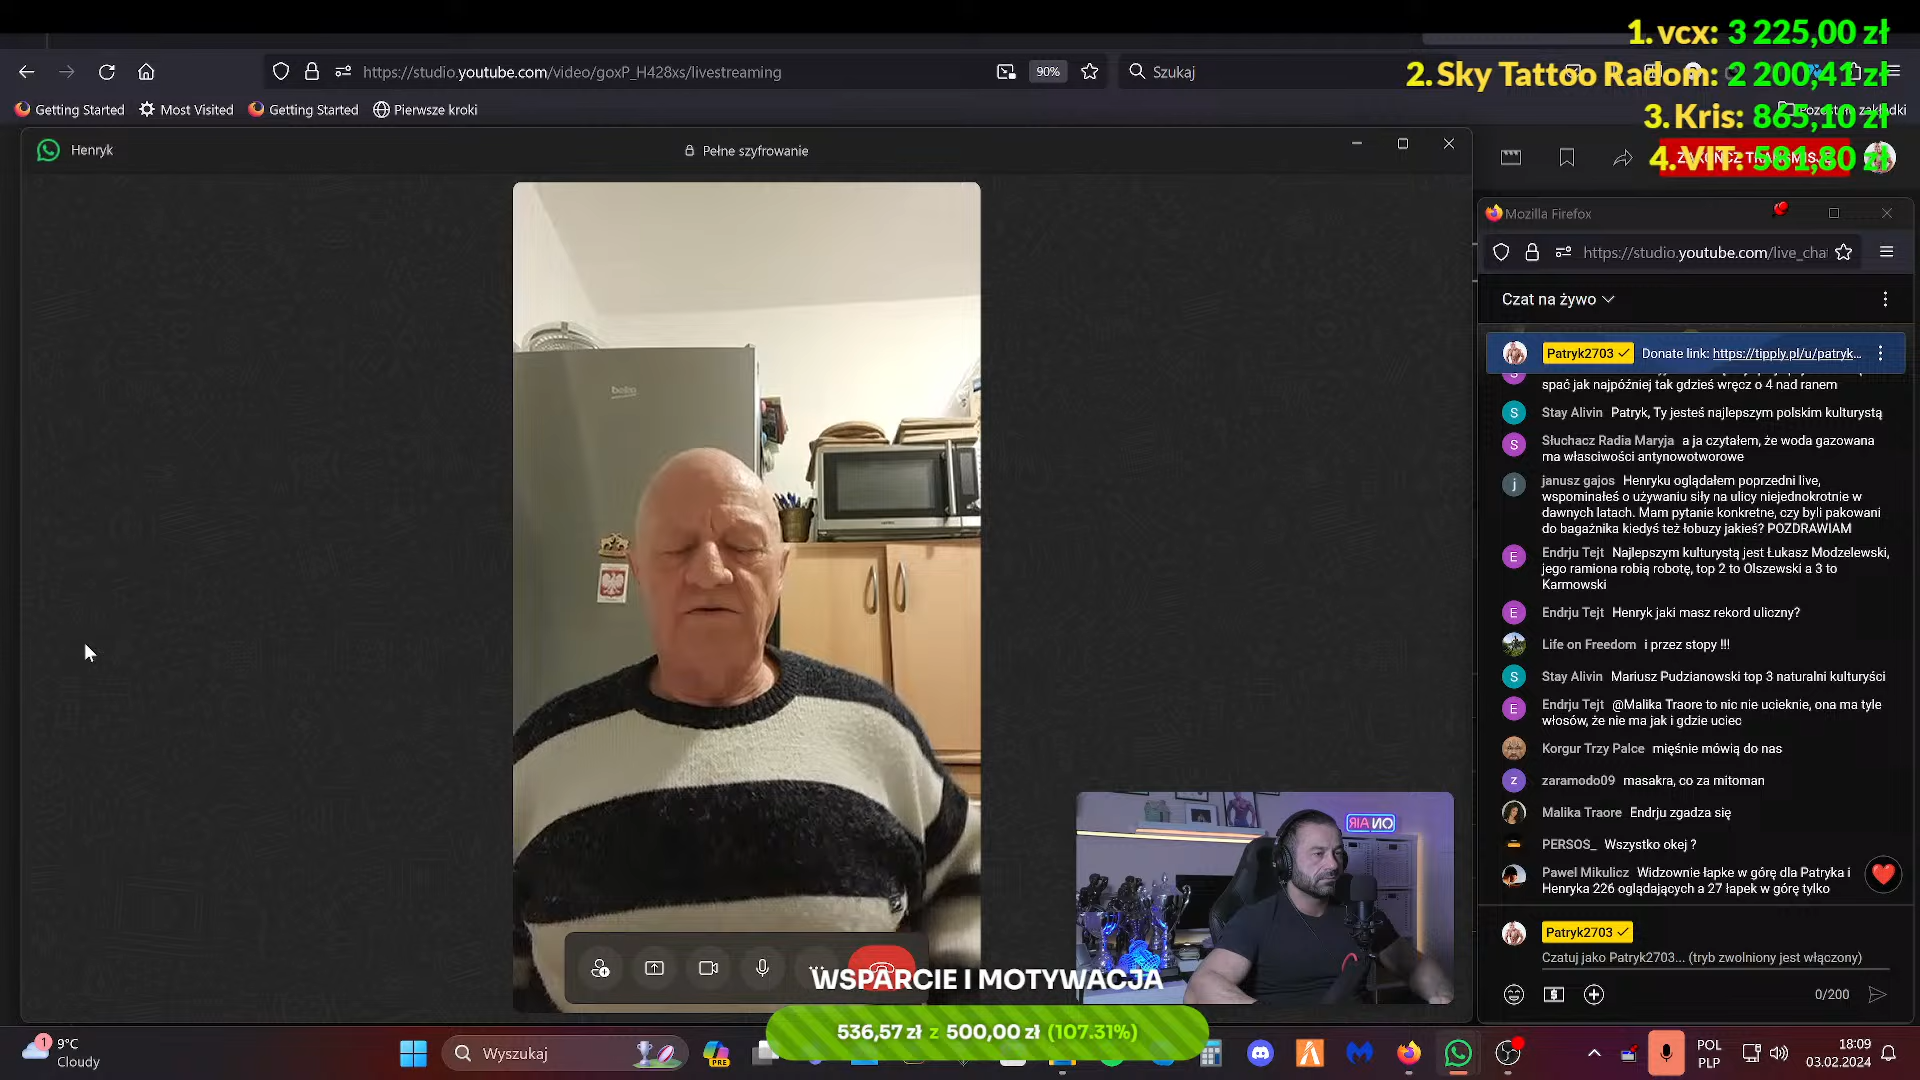 1. vcx: 3 225,00 zł
2. Sky Tattoo Radom: 2 200,41 zł
3. Kris: 865,10 zł
4. VIT: 581,80 zł
https://studio.youtube.com/video/goxP_H428xs/livestreaming
90%
Szukaj
Getting Started
Most Visited
Getting Started
Pierwsze kroki
Henryk
Pełne szyfrowanie
beko
ON AIR
Mozilla Firefox
https://studio.youtube.com/live_cha
Czat na żywo
Patryk2703 Donate link: https://tipply.pl/u/patryk...
spać jak najpóźniej tak gdzieś wręcz o 4 nad ranem
Stay Alivin Patryk, Ty jesteś najlepszym polskim kulturystą
Słuchacz Radia Maryja a ja czytałem, że woda gazowana
ma własciwości antynowotworowe
janusz gajos Henryku oglądałem poprzedni live,
wspominałeś o używaniu siły na ulicy niejednokrotnie w
dawnych latach. Mam pytanie konkretne, czy byli pakowani
do bagażnika kiedyś też łobuzy jakieś? POZDRAWIAM
Endrju Tejt Najlepszym kulturystą jest Łukasz Modzelewski,
jego ramiona robią robotę, top 2 to Olszewski a 3 to
Karmowski
Endrju Tejt Henryk jaki masz rekord uliczny?
Life on Freedom i przez stopy !!!
Stay Alivin Mariusz Pudzianowski top 3 naturalni kulturyści
Endrju Tejt @Malika Traore to nic nie ucieknie, ona ma tyle
włosów, że nie ma jak i gdzie uciec
Korgur Trzy Palce mięśnie mówią do nas
zaramodo09 masakra, co za mitoman
Malika Traore Endrju zgadza się
PERSOS_ Wszystko okej ?
Pawel Mikulicz Widzownie łapke w górę dla Patryka i
Henryka 226 oglądających a 27 łapek w górę tylko
Patryk2703
Czatuj jako Patryk2703... (tryb zwolniony jest włączony)
0/200
WSPARCIE I MOTYWACJA
536,57 zł z 500,00 zł (107.31%)
1
9°C
Cloudy
Wyszukaj
PRE
POL
PLP
18:09
03.02.2024